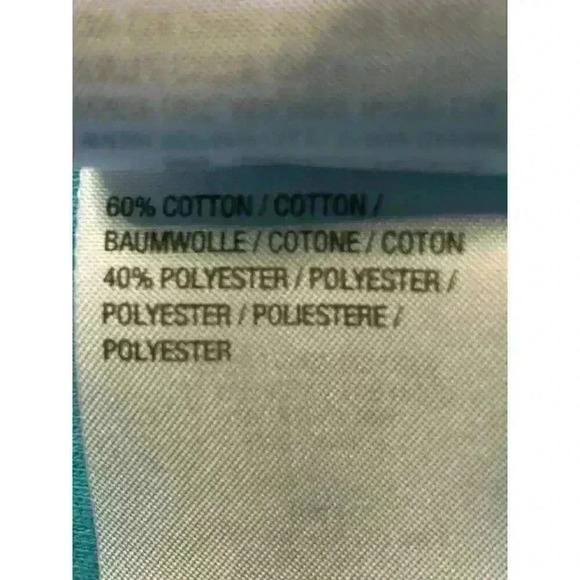 60% COTTON / COTTON /
BAUMWOLLE / COTONE / COTON
40% POLYESTER / POLYESTER /
POLYESTER / POLIESTERE /
POLYESTER